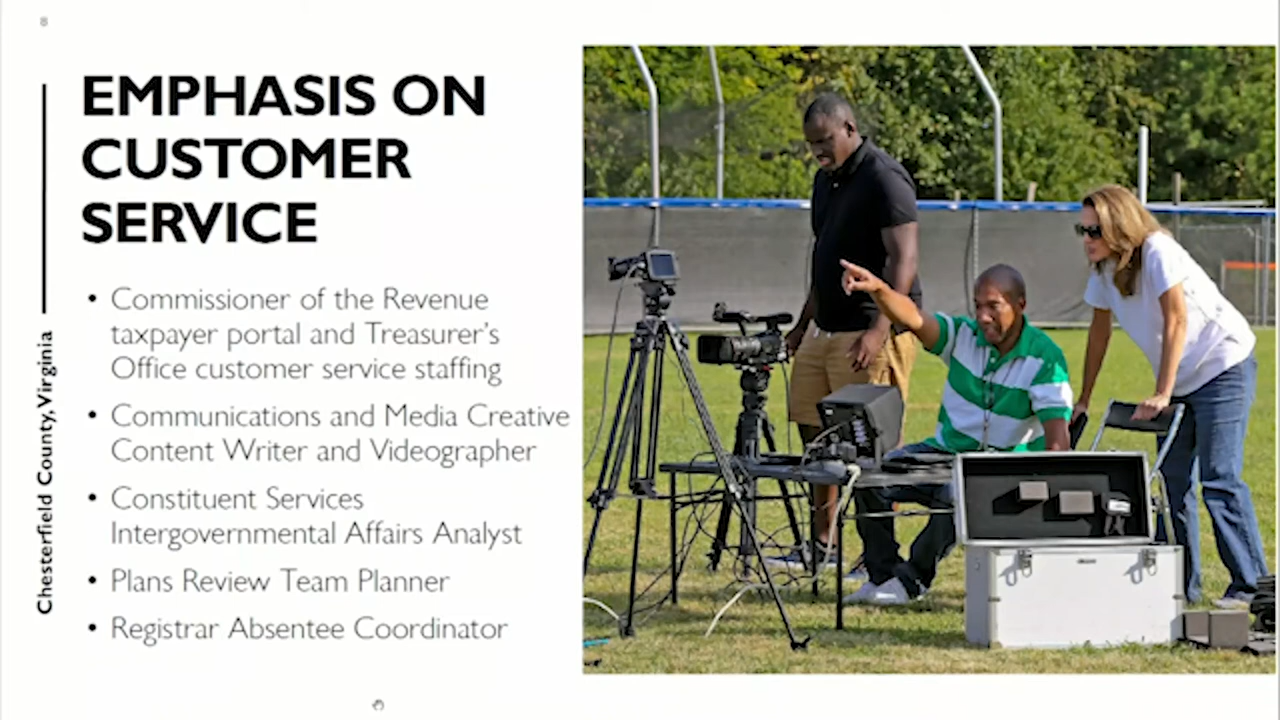 8
EMPHASIS ON
CUSTOMER
SERVICE
Chesterfield County, Virginia
• Commissioner of the Revenue
taxpayer portal and Treasurer's
Office customer service staffing
• Communications and Media Creative
Content Writer and Videographer
• Constituent Services
Intergovernmental Affairs Analyst
• Plans Review Team Planner
• Registrar Absentee Coordinator